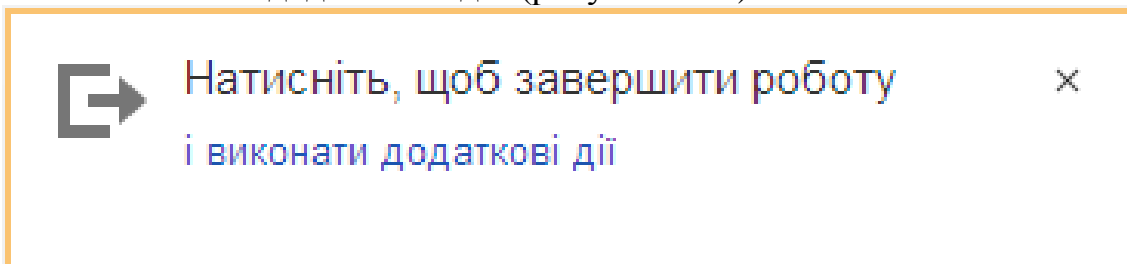 Натисніть, щоб завершити роботу
і виконати додаткові дії